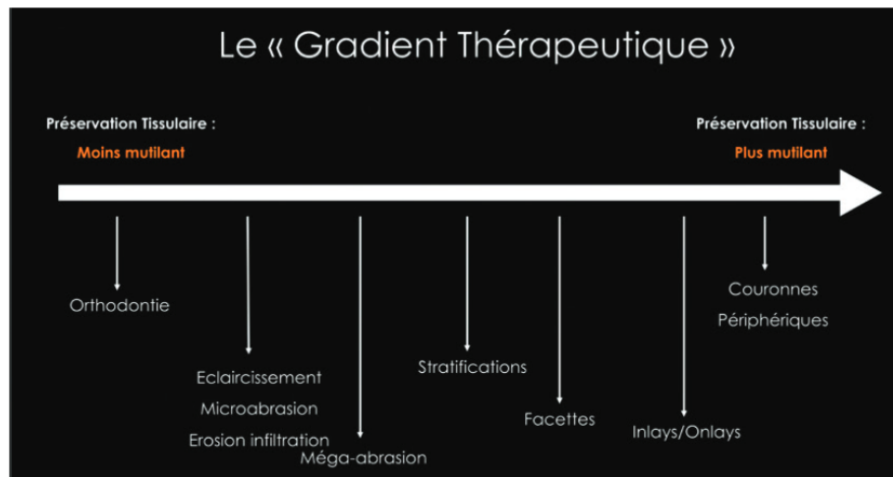 Le « Gradient Thérapeutique »
Préservation Tissulaire :
Moins mutilant
Préservation Tissulaire :
Plus mutilant
Orthodontie
Eclaircissement
Microabrasion
Erosion infiltration
Méga-abrasion
Stratifications
Facettes
Inlays/Onlays
Couronnes
Périphériques